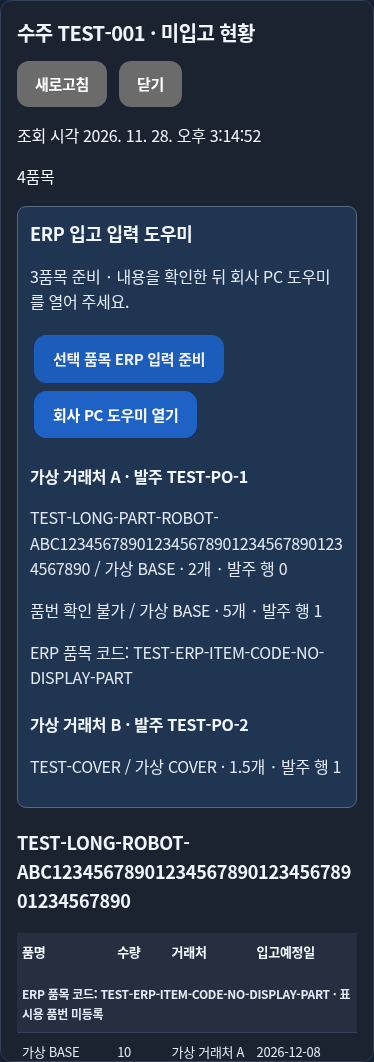 수주 TEST-001 · 미입고 현황
새로고침 닫기
조회 시각 2026. 11. 28. 오후 3:14:52
4품목
ERP 입고 입력 도우미
3품목 준비 · 내용을 확인한 뒤 회사 PC 도우미
를 열어 주세요.
선택 품목 ERP 입력 준비
회사 PC 도우미 열기
가상 거래처 A · 발주 TEST-PO-1
TEST-LONG-PART-ROBOT-
ABC123456789012345678901234567890123
4567890 / 가상 BASE · 2개 · 발주 행 0
품번 확인 불가 / 가상 BASE · 5개 · 발주 행 1
ERP 품목 코드: TEST-ERP-ITEM-CODE-NO-
DISPLAY-PART
가상 거래처 B · 발주 TEST-PO-2
TEST-COVER / 가상 COVER · 1.5개 · 발주 행 1
TEST-LONG-ROBOT-
ABC12345678901234567890123456789
01234567890
품명 수량 거래처 입고예정일
ERP 품목 코드: TEST-ERP-ITEM-CODE-NO-DISPLAY-PART · 표
시용 품번 미등록
가상 BASE 10 가상 거래처 A 2026-12-08